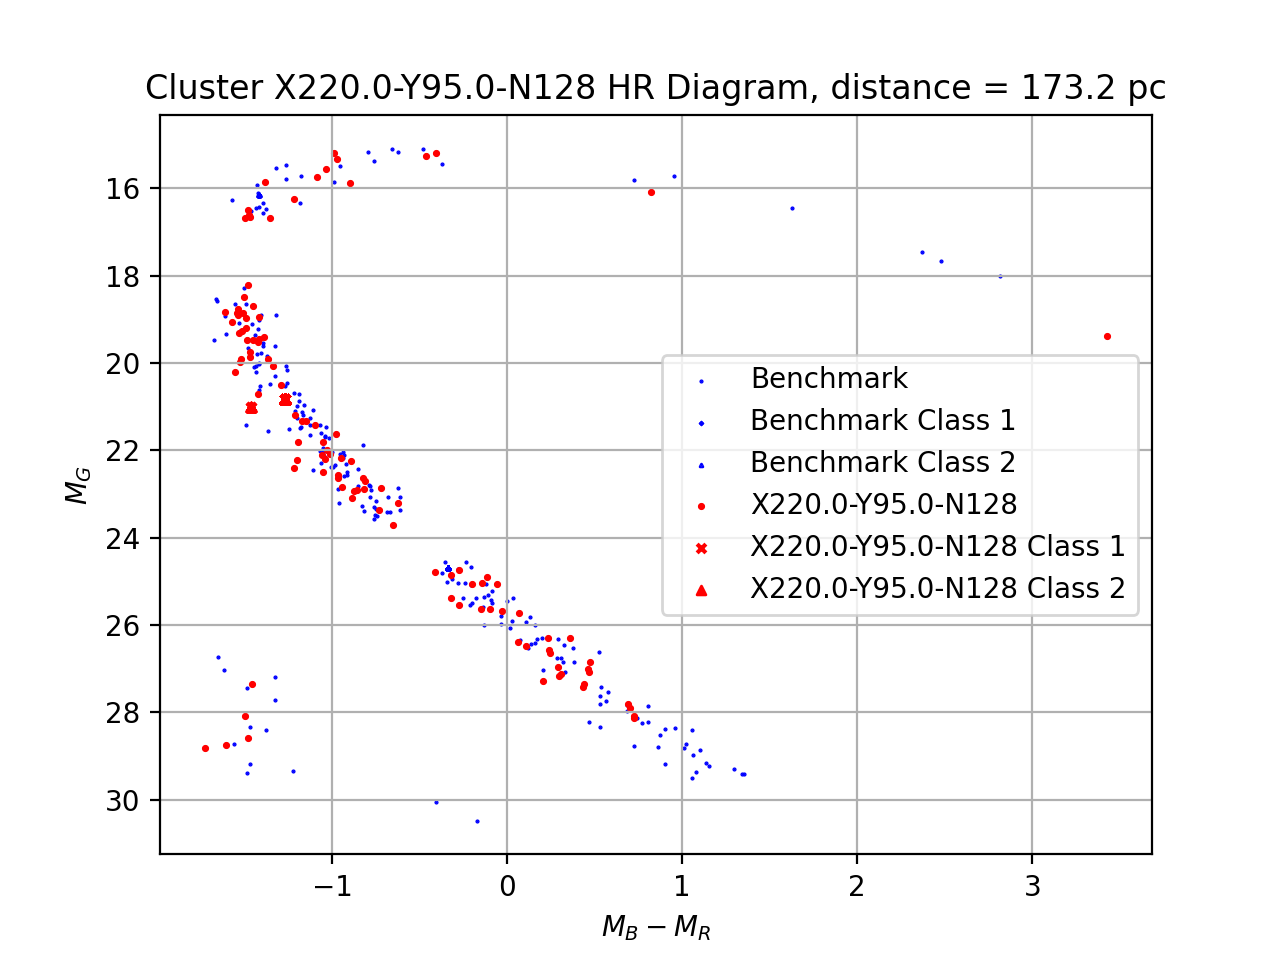 Cluster X220.0-Y95.0-N128 HR Diagram, distance = 173.2 pc
16
18
20
22
24
26
28
30
M_G
Benchmark
Benchmark Class 1
Benchmark Class 2
X220.0-Y95.0-N128
X220.0-Y95.0-N128 Class 1
X220.0-Y95.0-N128 Class 2
−1 0 1 2 3
M_B − M_R